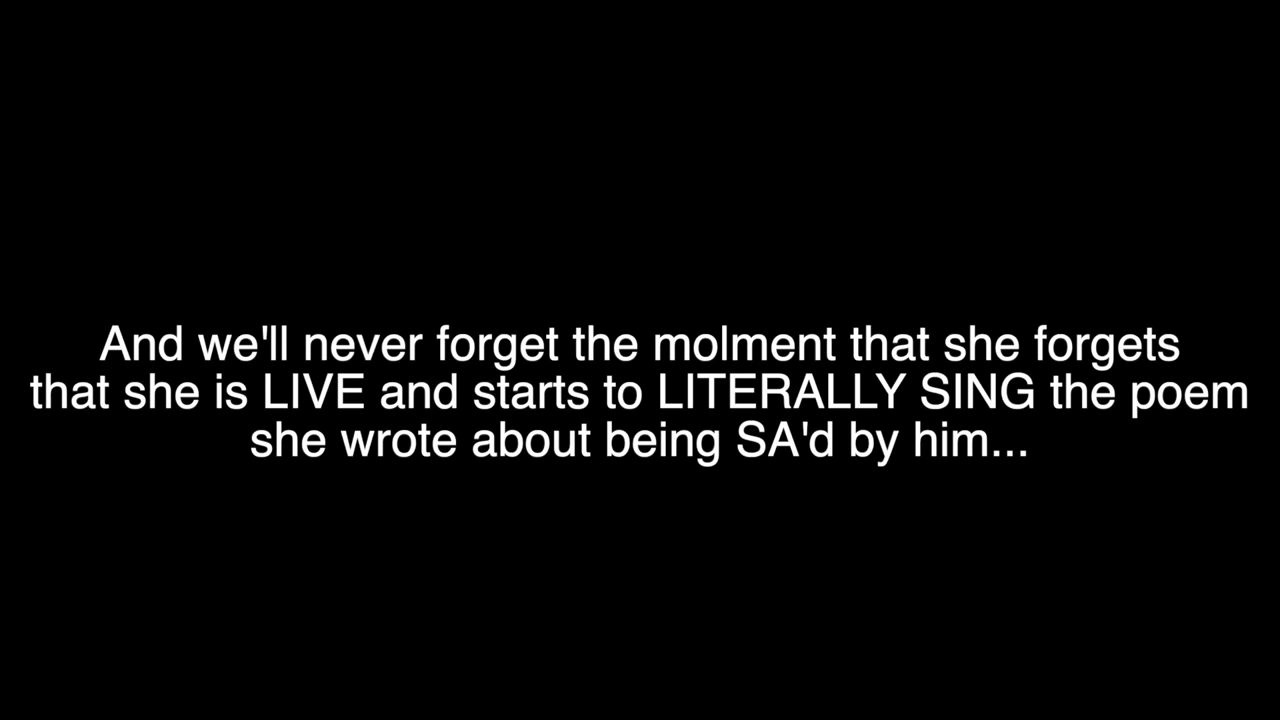 And we'll never forget the molment that she forgets
that she is LIVE and starts to LITERALLY SING the poem
she wrote about being SA'd by him...